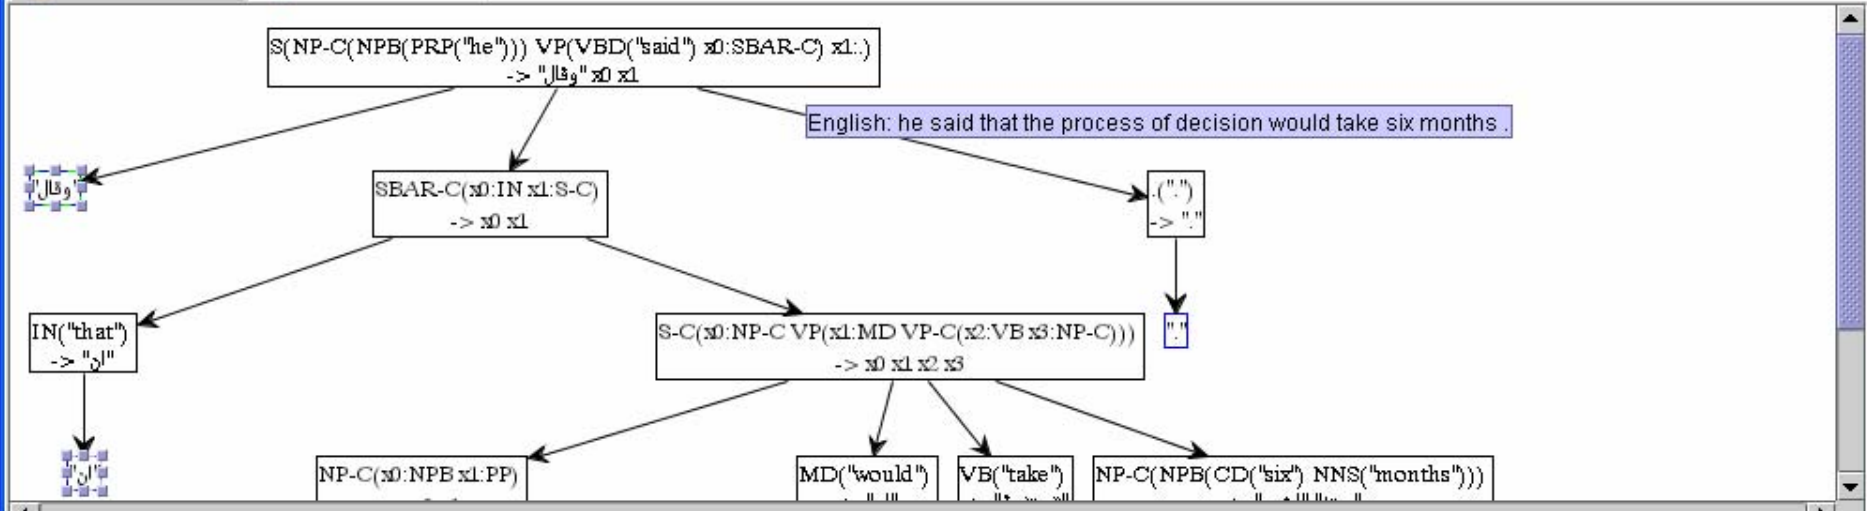 S(NP-C(NPB(PRP("he"))) VP(VBD("said") x0:SBAR-C) x1:.)
-> "وقال" x0 x1
English: he said that the process of decision would take six months .
"وقال"
SBAR-C(x0:IN x1:S-C)
-> x0 x1
.(".")
-> "."
IN("that")
-> "ان"
S-C(x0:NP-C VP(x1:MD VP-C(x2:VB x3:NP-C)))
-> x0 x1 x2 x3
"."
"ان"
NP-C(x0:NPB x1:PP)
MD("would")
VB("take")
NP-C(NPB(CD("six") NNS("months")))